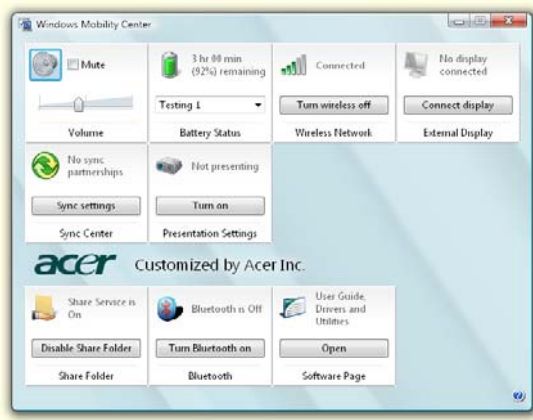 Windows Mobility Center
Mute
Volume
3 hr 00 min
(92%) remaining
Testing 1
Battery Status
Connected
Turn wireless off
Wireless Network
No display
connected
Connect display
External Display
No sync
partnerships
Sync settings
Sync Center
Not presenting
Turn on
Presentation Settings
acer Customized by Acer Inc.
Share Service is
On
Disable Share Folder
Share Folder
Bluetooth is Off
Turn Bluetooth on
Bluetooth
User Guide,
Drivers and
Utilities
Open
Software Page